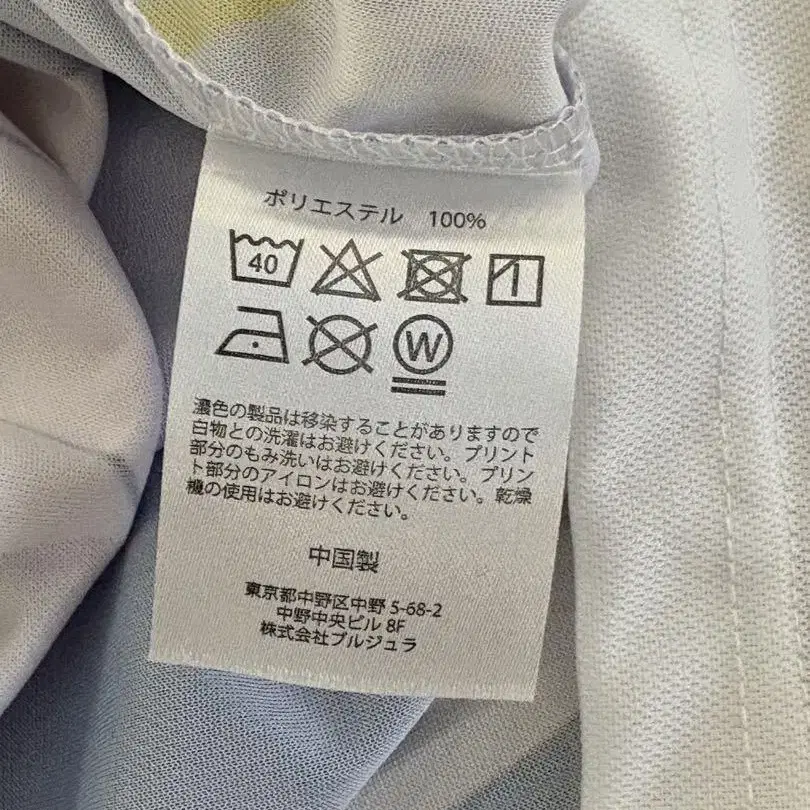 ポリエステル 100%
40
W
濃色の製品は移染することがありますので
白物との洗濯はお避けください。プリント
部分のもみ洗いはお避けください。プリン
ト部分のアイロンはお避けください。乾燥
機の使用はお避けください。
中国製
東京都中野区中野 5-68-2
中野中央ビル 8F
株式会社ブルジュラ